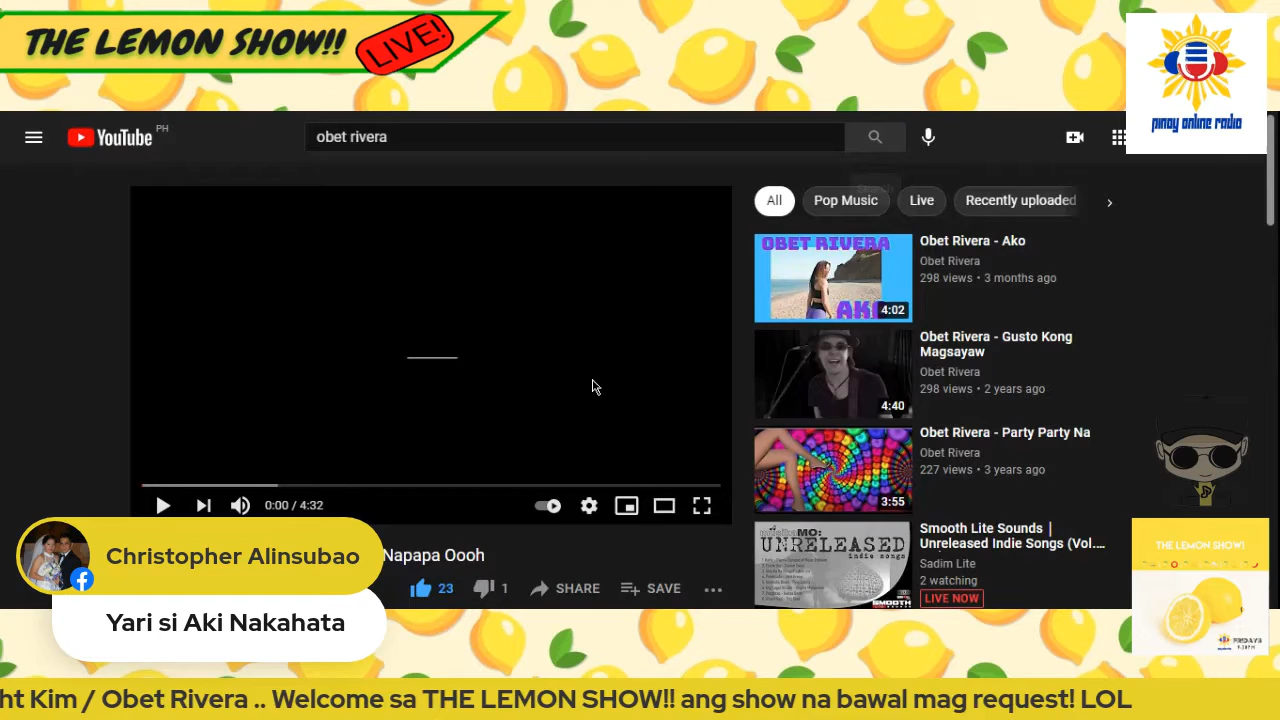 THE LEMON SHOW!! LIVE!
pinoy online radio
YouTube PH
obet rivera
All
Pop Music
Live
Recently uploaded
OBET RIVERA
AKO
4:02
Obet Rivera - Ako
Obet Rivera
298 views • 3 months ago
4:40
Obet Rivera - Gusto Kong
Magsayaw
Obet Rivera
298 views • 2 years ago
3:55
Obet Rivera - Party Party Na
Obet Rivera
227 views • 3 years ago
UNRELEASED
indie songs
SMOOTH
Smooth Lite Sounds |
Unreleased Indie Songs (Vol....
Sadim Lite
2 watching
LIVE NOW
0:00 / 4:32
Napapa Oooh
23
1
SHARE
SAVE
Christopher Alinsubao
Yari si Aki Nakahata
THE LEMON SHOW!
FRIDAYS
ht Kim / Obet Rivera .. Welcome sa THE LEMON SHOW!! ang show na bawal mag request! LOL